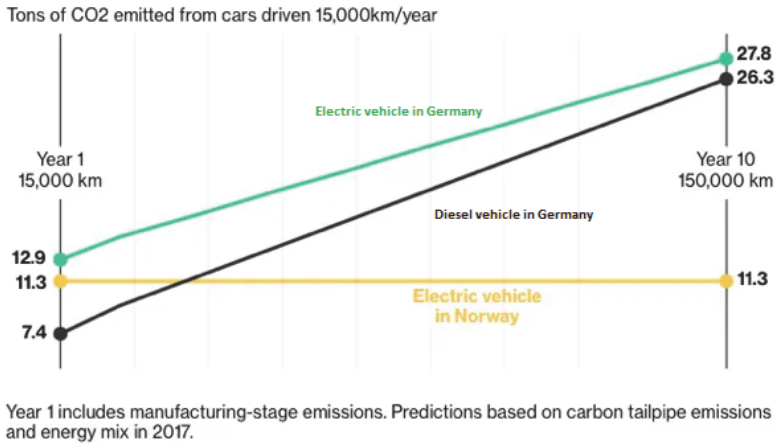 Tons of CO2 emitted from cars driven 15,000km/year
27.8
26.3
Electric vehicle in Germany
Year 1
15,000 km
Year 10
150,000 km
Diesel vehicle in Germany
12.9
11.3
11.3
Electric vehicle
in Norway
7.4
Year 1 includes manufacturing-stage emissions. Predictions based on carbon tailpipe emissions
and energy mix in 2017.